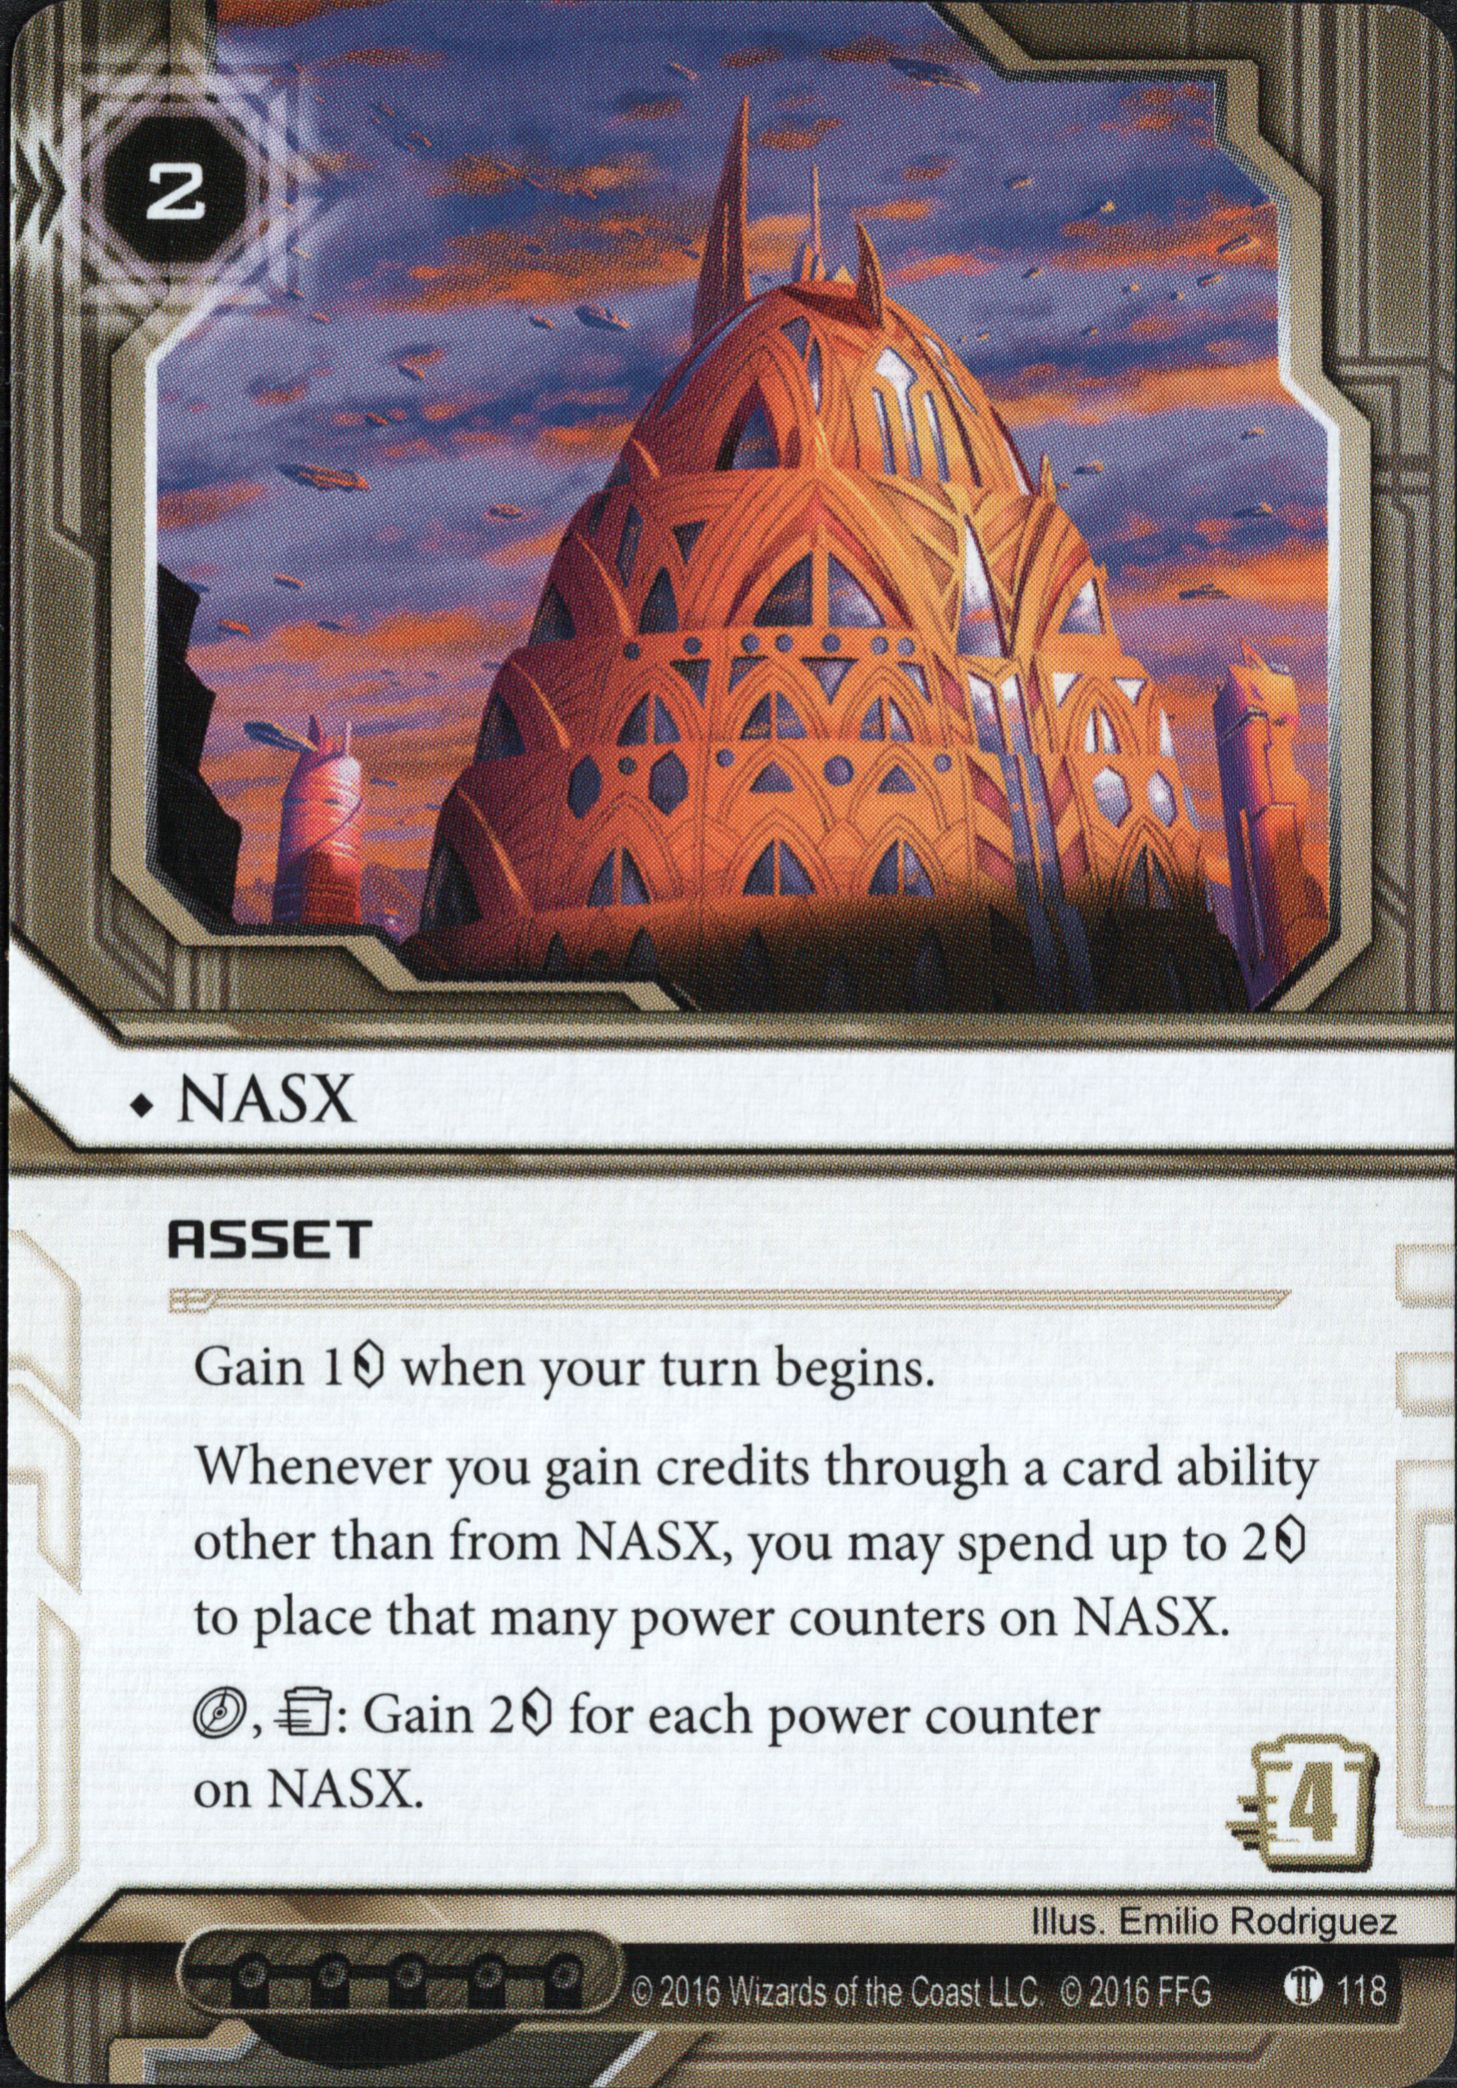 2
◆ NASX
ASSET
Gain 1 when your turn begins.
Whenever you gain credits through a card ability
other than from NASX, you may spend up to 2
to place that many power counters on NASX.
, : Gain 2 for each power counter
on NASX.
4
Illus. Emilio Rodriguez
© 2016 Wizards of the Coast LLC. © 2016 FFG 118